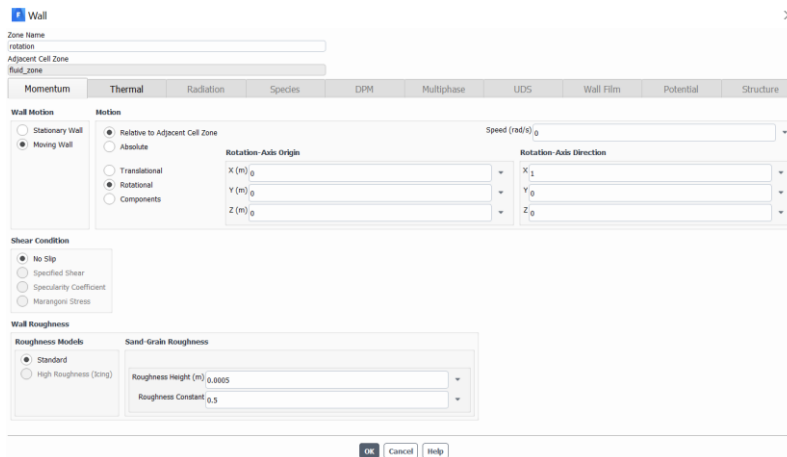 Wall
Zone Name
rotation
Adjacent Cell Zone
fluid_zone
Momentum Thermal Radiation Species DPM Multiphase UDS Wall Film Potential Structure
Wall Motion Motion
Stationary Wall Relative to Adjacent Cell Zone Speed (rad/s) 0
Moving Wall Absolute
Rotation-Axis Origin Rotation-Axis Direction
Translational X (m) 0 X 1
Rotational Y (m) 0 Y 0
Components Z (m) 0 Z 0
Shear Condition
No Slip
Specified Shear
Specularity Coefficient
Marangoni Stress
Wall Roughness
Roughness Models Sand-Grain Roughness
Standard
High Roughness (Icing) Roughness Height (m) 0.0005
Roughness Constant 0.5
OK Cancel Help